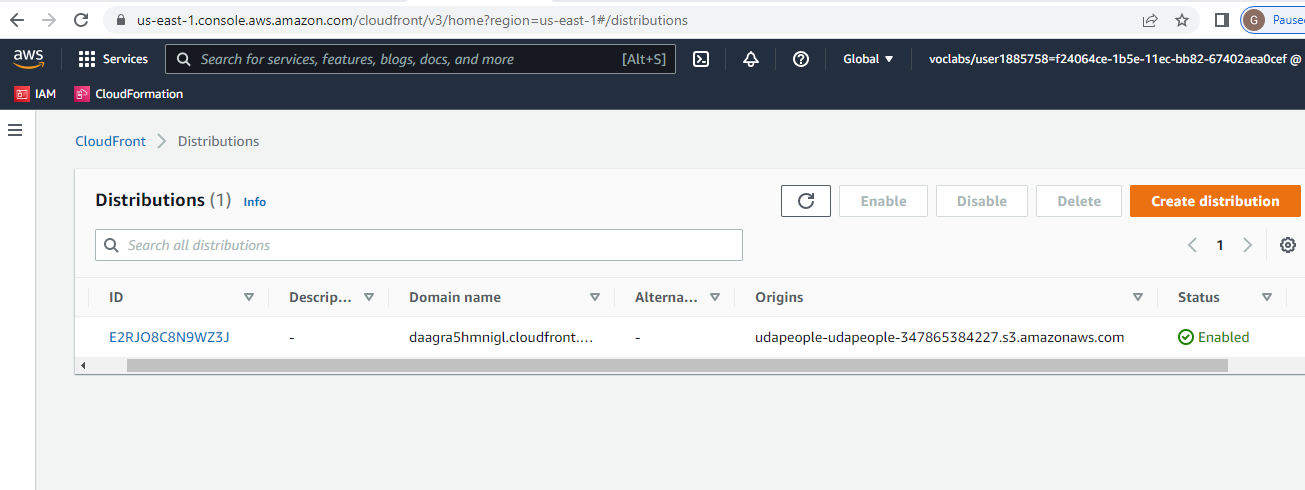 us-east-1.console.aws.amazon.com/cloudfront/v3/home?region=us-east-1#/distributions G Paused
aws Services Search for services, features, blogs, docs, and more [Alt+S] Global voclabs/user1885758=f24064ce-1b5e-11ec-bb82-67402aea0cef @
IAM CloudFormation
CloudFront Distributions
Distributions (1) Info Enable Disable Delete Create distribution
Search all distributions 1
ID Descrip... Domain name Alterna... Origins Status
E2RJO8C8N9WZ3J - daagra5hmnigl.cloudfront.... - udapeople-udapeople-347865384227.s3.amazonaws.com Enabled